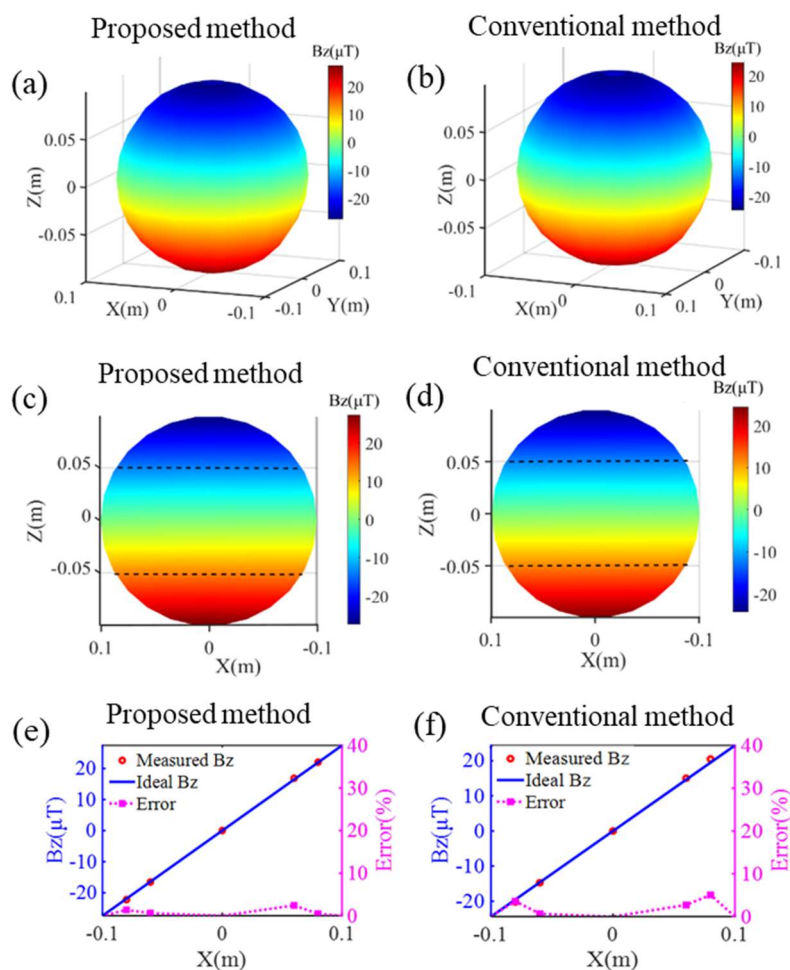 Proposed method
Conventional method
(a)
Bz(μT)
20
10
0
-10
-20
Z(m)
0.05
0
-0.05
0.1
X(m)
0
-0.1
-0.1
0
0.1
Y(m)
(b)
Bz(μT)
20
10
0
-10
-20
Z(m)
0.05
0
-0.05
-0.1
X(m)
0
0.1
0.1
0
-0.1
Y(m)
Proposed method
Conventional method
(c)
Bz(μT)
20
10
0
-10
-20
Z(m)
0.05
0
-0.05
0.1
0
-0.1
X(m)
(d)
Bz(μT)
20
10
0
-10
-20
Z(m)
0.05
0
-0.05
0.1
0
-0.1
X(m)
(e)
Proposed method
Measured Bz
Ideal Bz
Error
Bz(μT)
20
10
0
-10
-20
Error(%)
40
30
20
10
0
-0.1
0
0.1
X(m)
(f)
Conventional method
Measured Bz
Ideal Bz
Error
Bz(μT)
20
10
0
-10
-20
Error(%)
40
30
20
10
0
-0.1
0
0.1
X(m)